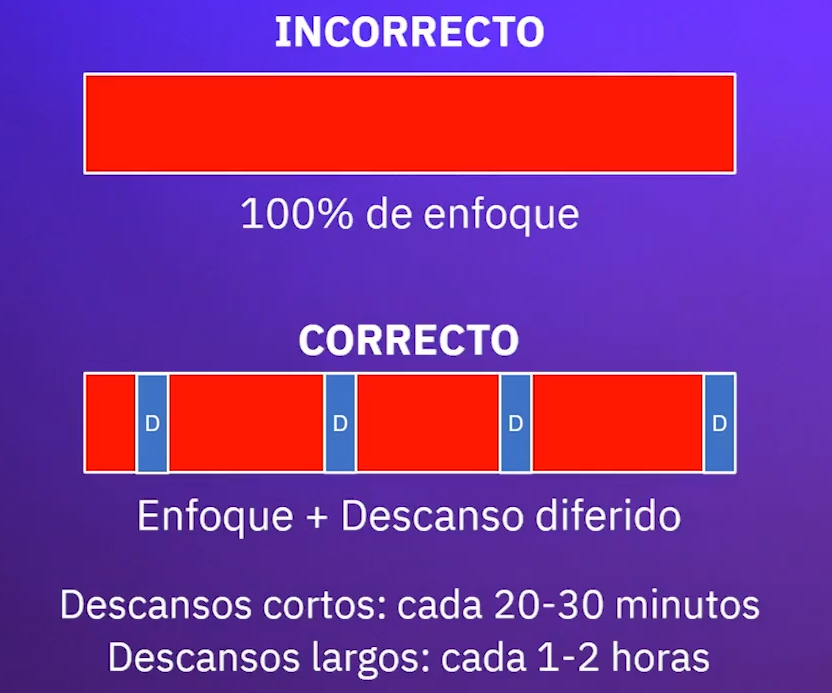 INCORRECTO
100% de enfoque
CORRECTO
D D D D
Enfoque + Descanso diferido
Descansos cortos: cada 20-30 minutos
Descansos largos: cada 1-2 horas